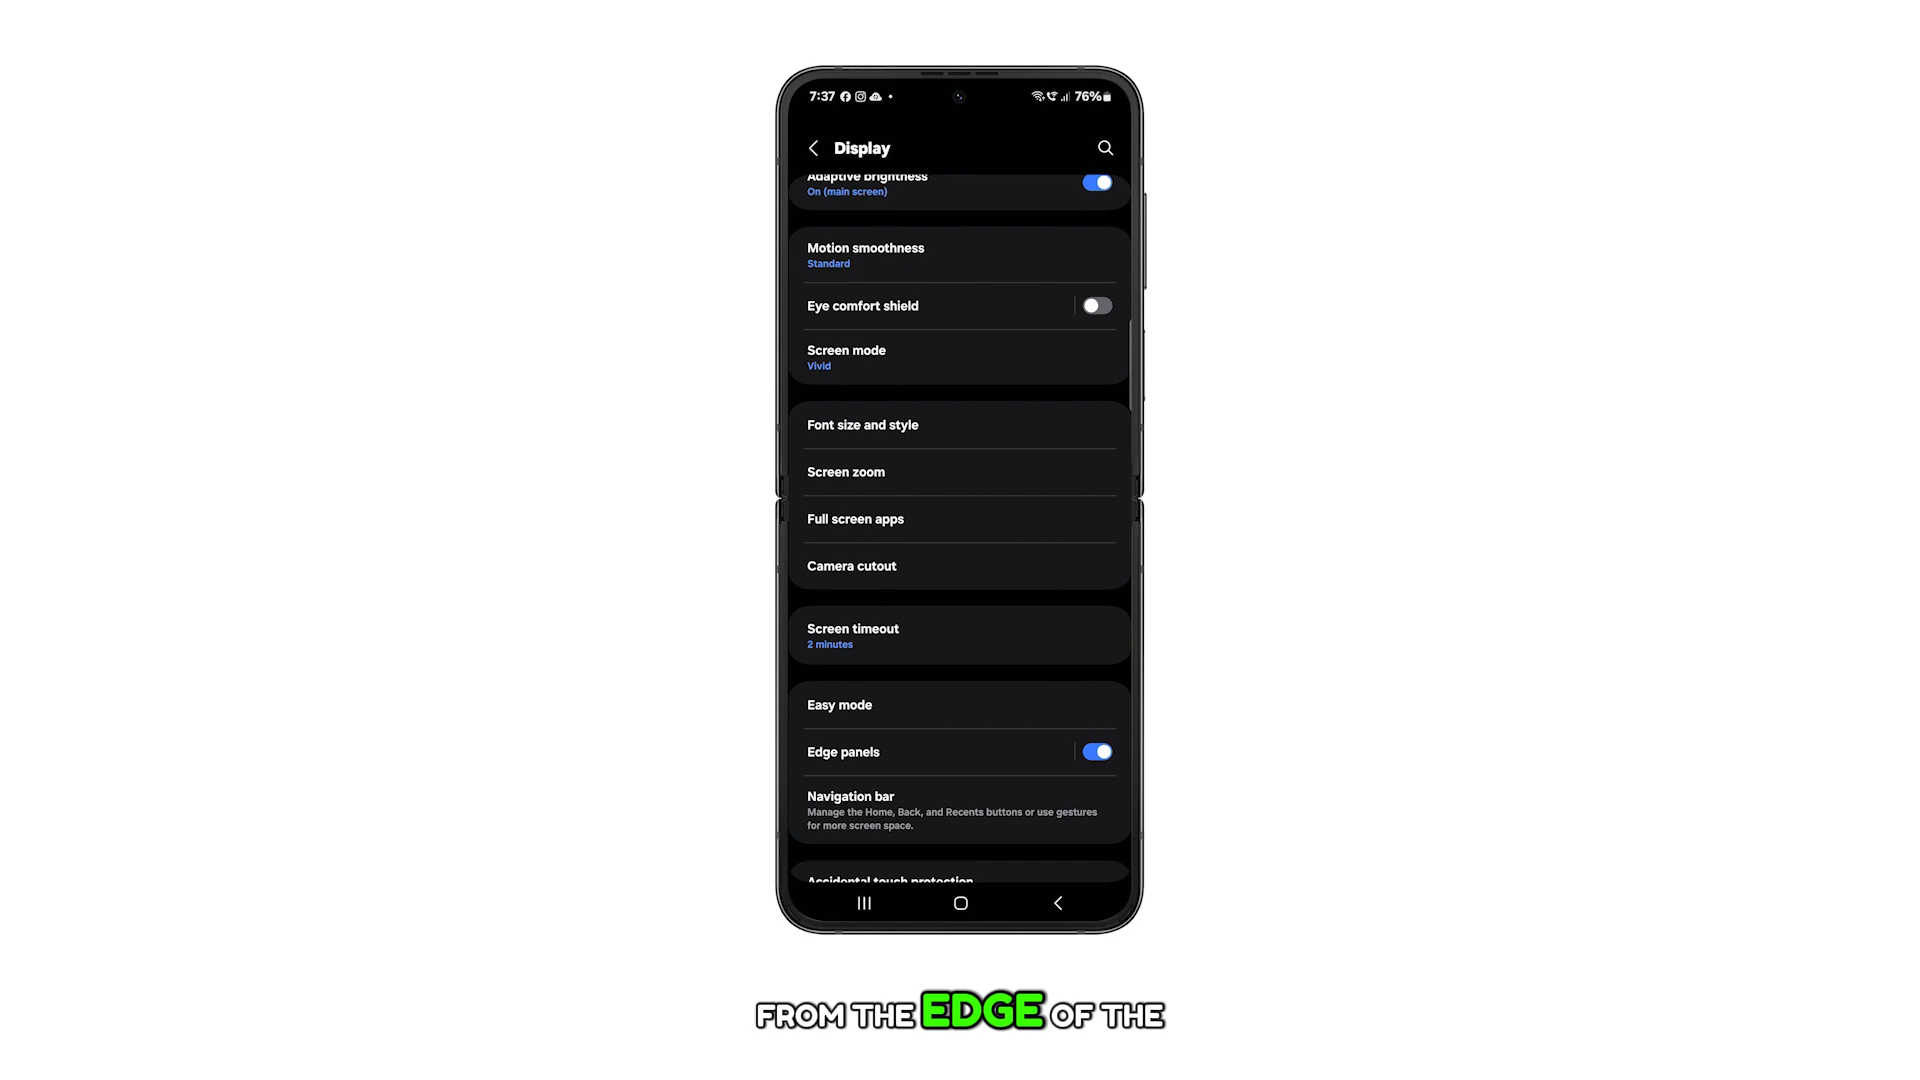 7:37
76%
Display
Adaptive brightness
On (main screen)
Motion smoothness
Standard
Eye comfort shield
Screen mode
Vivid
Font size and style
Screen zoom
Full screen apps
Camera cutout
Screen timeout
2 minutes
Easy mode
Edge panels
Navigation bar
Manage the Home, Back, and Recents buttons or use gestures
for more screen space.
Accidental touch protection
FROM THE EDGE OF THE